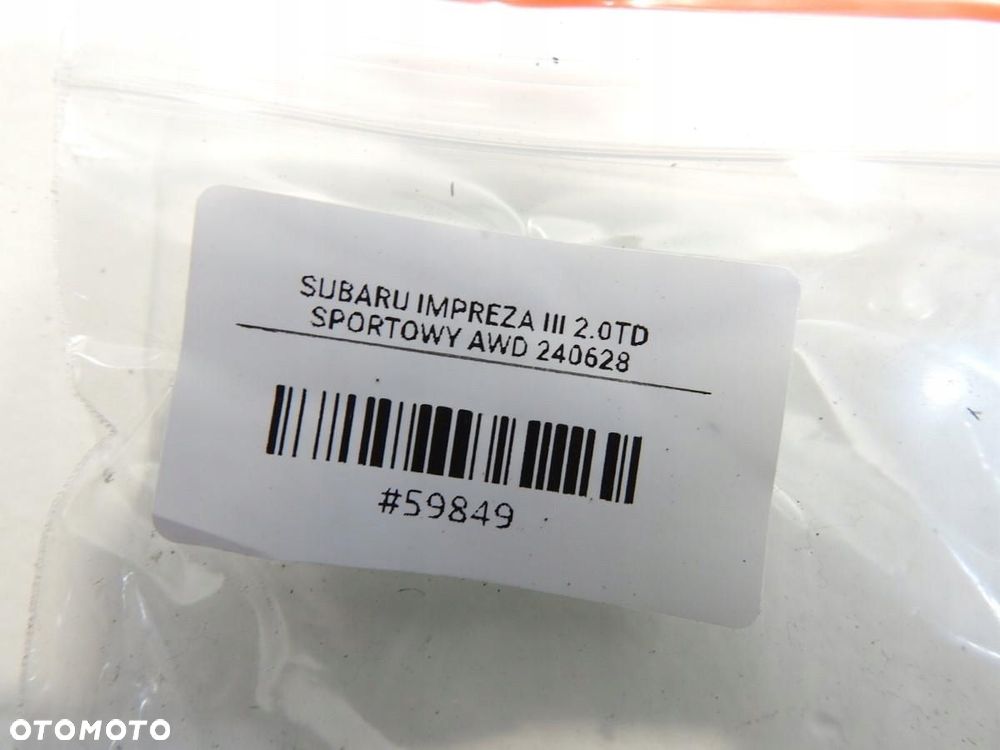 SUBARU IMPREZA III 2.0TD
SPORTOWY AWD 240628
#59849
OTOMOTO